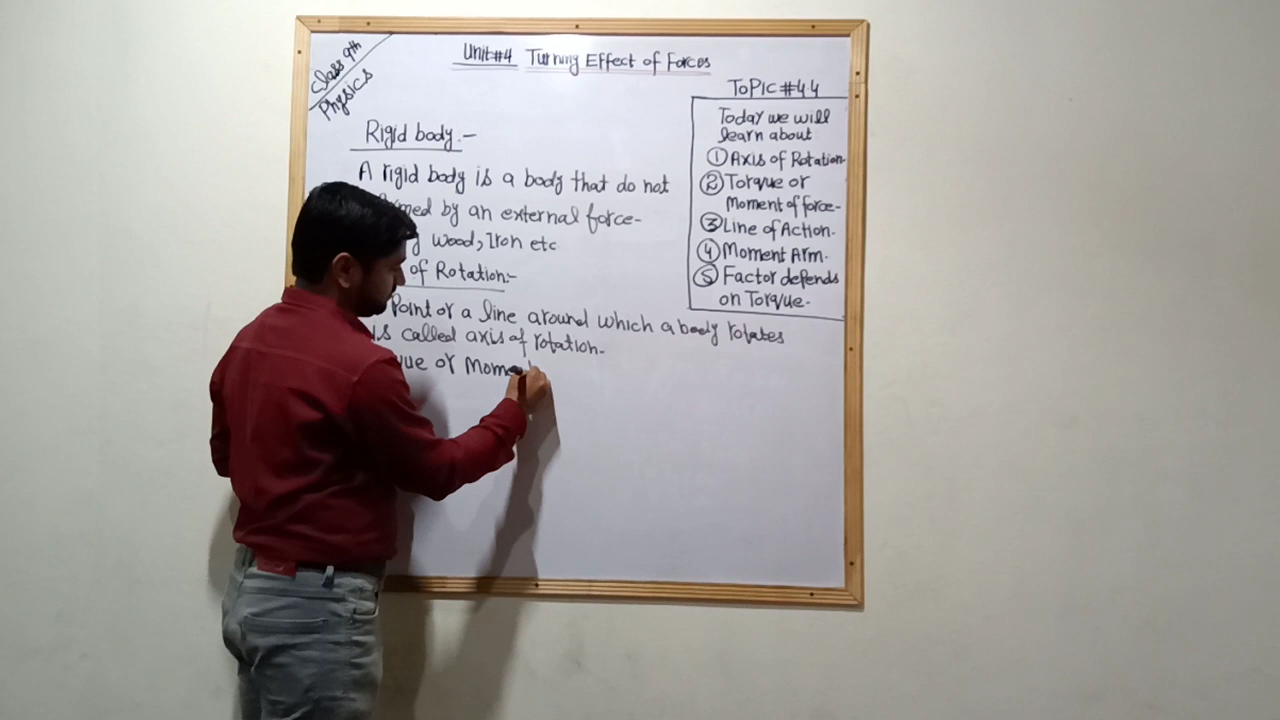 Class 9th
Physics
Unit#4 Turning Effect of Forces
ToPIC #4.4
Today we will
learn about
① Axis of Rotation-
② Torque or
Moment of force-
③ Line of Action-
④ Moment Arm-
⑤ Factor depends
on Torque-
Rigid body:-
A rigid body is a body that do not
by an external force-
wood, Iron etc
of Rotation:-
Point or a line around which a body rotates
is called axis of rotation-
or